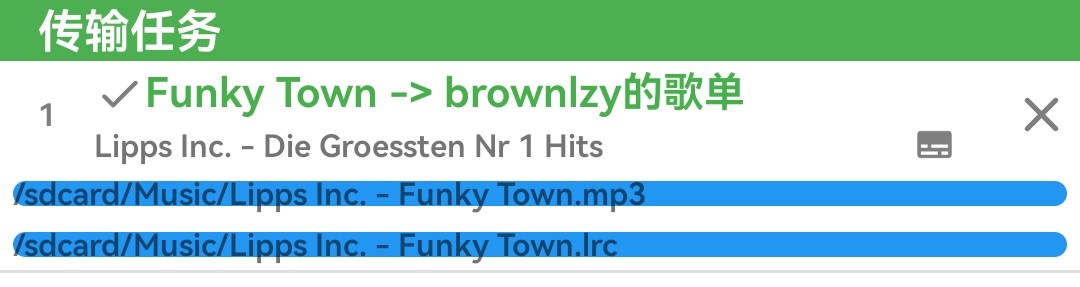 传输任务
1
Funky Town -> brownlzy的歌单
Lipps Inc. - Die Groessten Nr 1 Hits
/sdcard/Music/Lipps Inc. - Funky Town.mp3
/sdcard/Music/Lipps Inc. - Funky Town.lrc